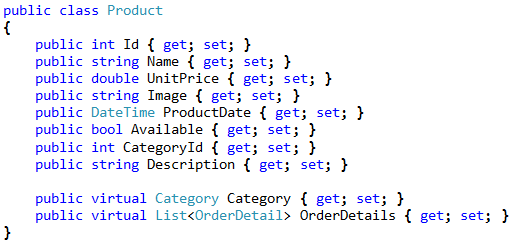 public class Product
{
    public int Id { get; set; }
    public string Name { get; set; }
    public double UnitPrice { get; set; }
    public string Image { get; set; }
    public DateTime ProductDate { get; set; }
    public bool Available { get; set; }
    public int CategoryId { get; set; }
    public string Description { get; set; }

    public virtual Category Category { get; set; }
    public virtual List<OrderDetail> OrderDetails { get; set; }
}